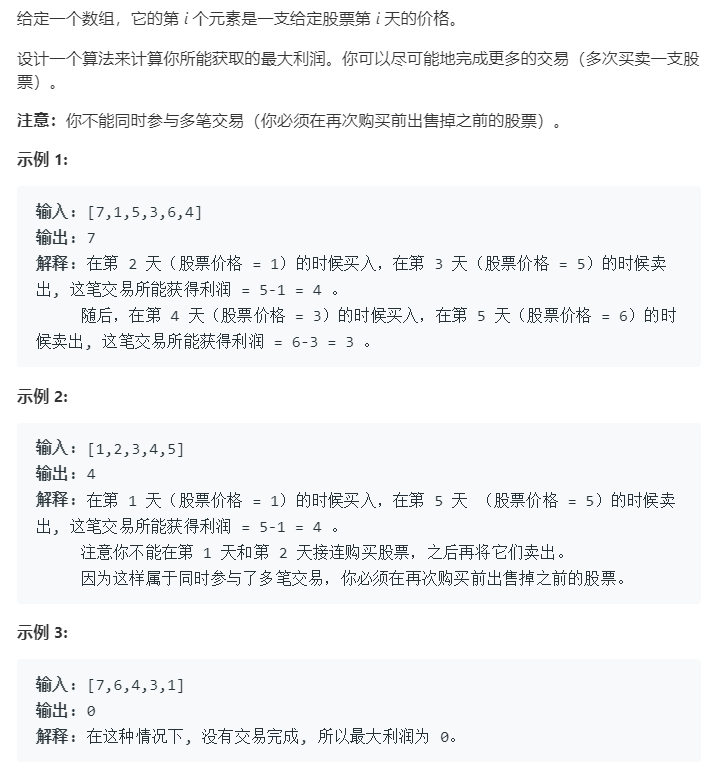 给定一个数组，它的第 i 个元素是一支给定股票第 i 天的价格。
设计一个算法来计算你所能获取的最大利润。你可以尽可能地完成更多的交易（多次买卖一支股
票）。
注意：你不能同时参与多笔交易（你必须在再次购买前出售掉之前的股票）。
示例 1:
输入: [7,1,5,3,6,4]
输出: 7
解释: 在第 2 天（股票价格 = 1）的时候买入，在第 3 天（股票价格 = 5）的时候卖
出, 这笔交易所能获得利润 = 5-1 = 4 。
随后，在第 4 天（股票价格 = 3）的时候买入，在第 5 天（股票价格 = 6）的时
候卖出, 这笔交易所能获得利润 = 6-3 = 3 。
示例 2:
输入: [1,2,3,4,5]
输出: 4
解释: 在第 1 天（股票价格 = 1）的时候买入，在第 5 天 （股票价格 = 5）的时候卖
出, 这笔交易所能获得利润 = 5-1 = 4 。
注意你不能在第 1 天和第 2 天接连购买股票，之后再将它们卖出。
因为这样属于同时参与了多笔交易，你必须在再次购买前出售掉之前的股票。
示例 3:
输入: [7,6,4,3,1]
输出: 0
解释: 在这种情况下, 没有交易完成, 所以最大利润为 0。